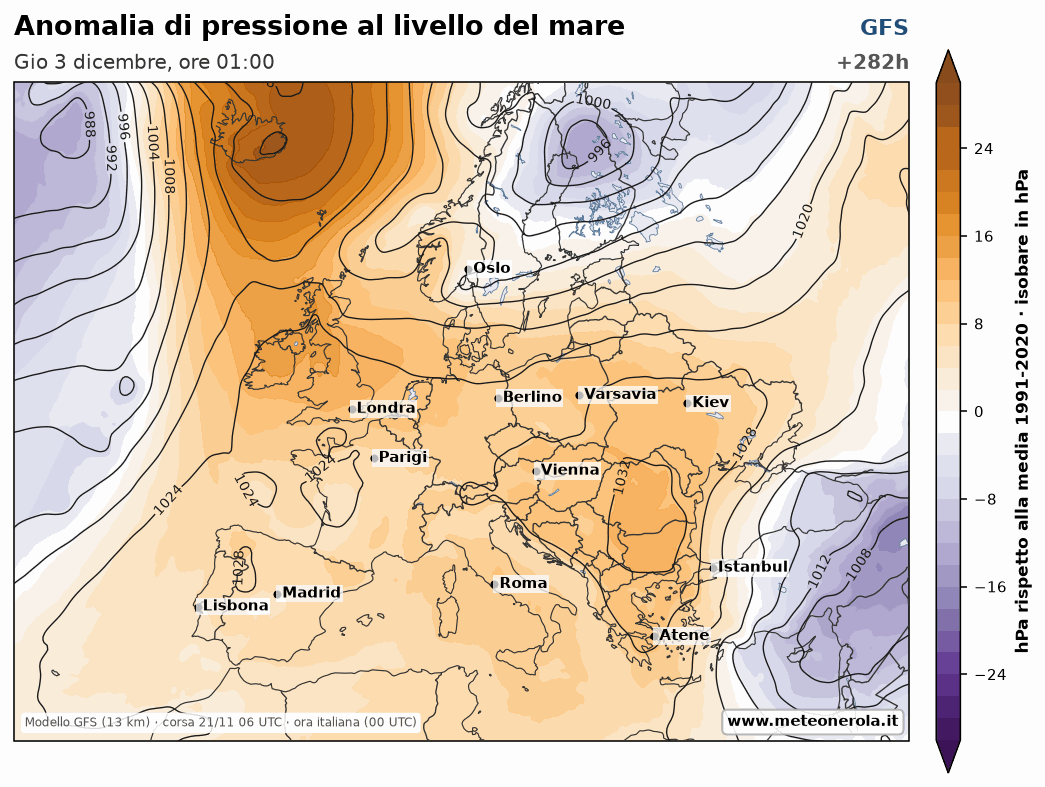 Anomalia di pressione al livello del mare
GFS
Gio 3 dicembre, ore 01:00
+282h
988
996
992
1004
1008
1000
996
1020
Oslo
Berlino
Varsavia
Kiev
Londra
Parigi
Vienna
1024
1024
1024
1028
1032
Istanbul
1012
1008
1028
Madrid
Lisbona
Roma
Atene
Modello GFS (13 km) · corsa 21/11 06 UTC · ora italiana (00 UTC)
www.meteonerola.it
24
16
8
0
−8
−16
−24
hPa rispetto alla media 1991-2020 · isobare in hPa